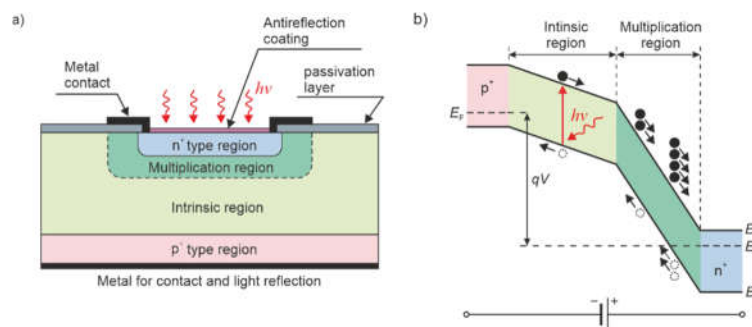 a)
Antireflection
coating
Metal
contact
hν
passivation
layer
n⁺ type region
Multiplication region
Intrinsic region
p⁺ type region
Metal for contact and light reflection
b)
Intrinsic
region
Multiplication
region
p⁺
E_F
hν
qV
E
E
E
n⁺
− +